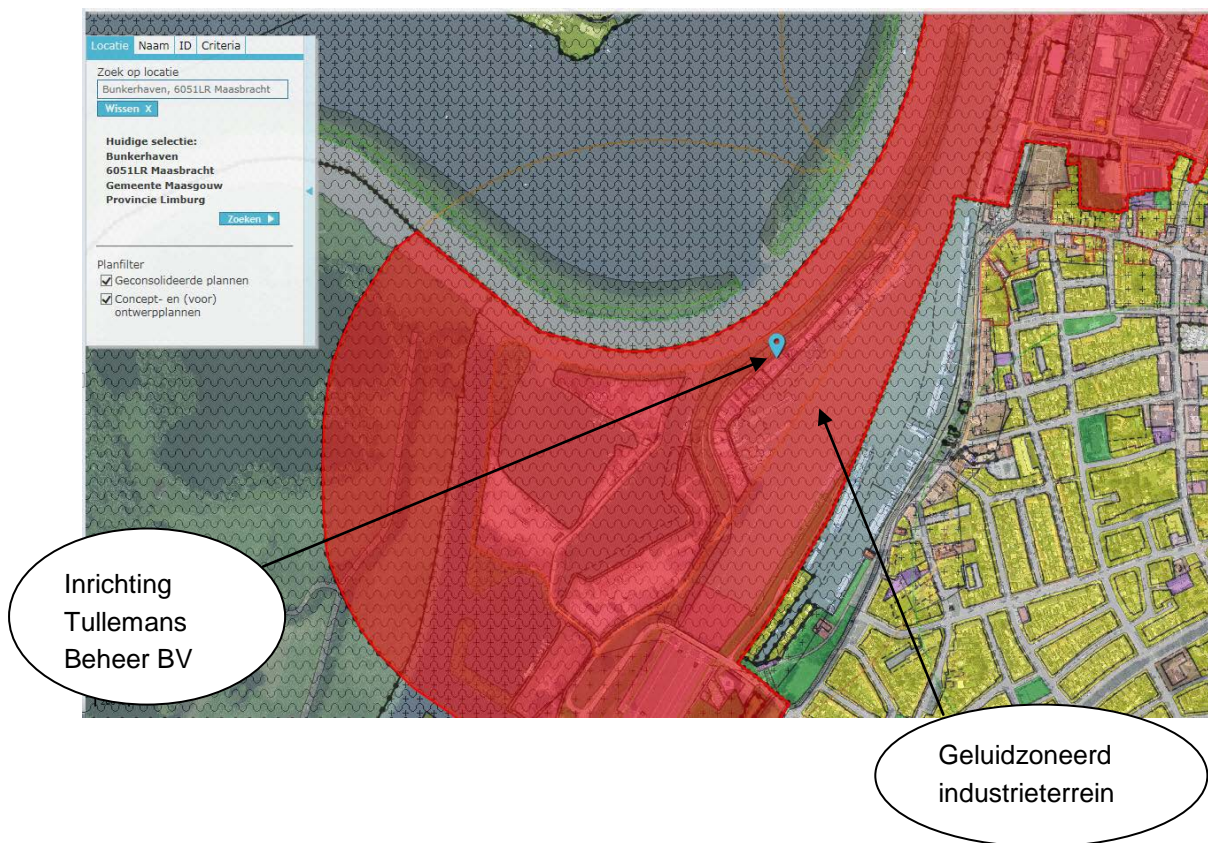 Locatie Naam ID Criteria
Zoek op locatie
Bunkerhaven, 6051LR Maasbracht
Wissen X
Huidige selectie:
Bunkerhaven
6051LR Maasbracht
Gemeente Maasgouw
Provincie Limburg
Zoeken
Planfilter
Geconsolideerde plannen
Concept- en (voor)
ontwerpplannen
Inrichting
Tullemans
Beheer BV
Geluidzoneerd
industrieterrein